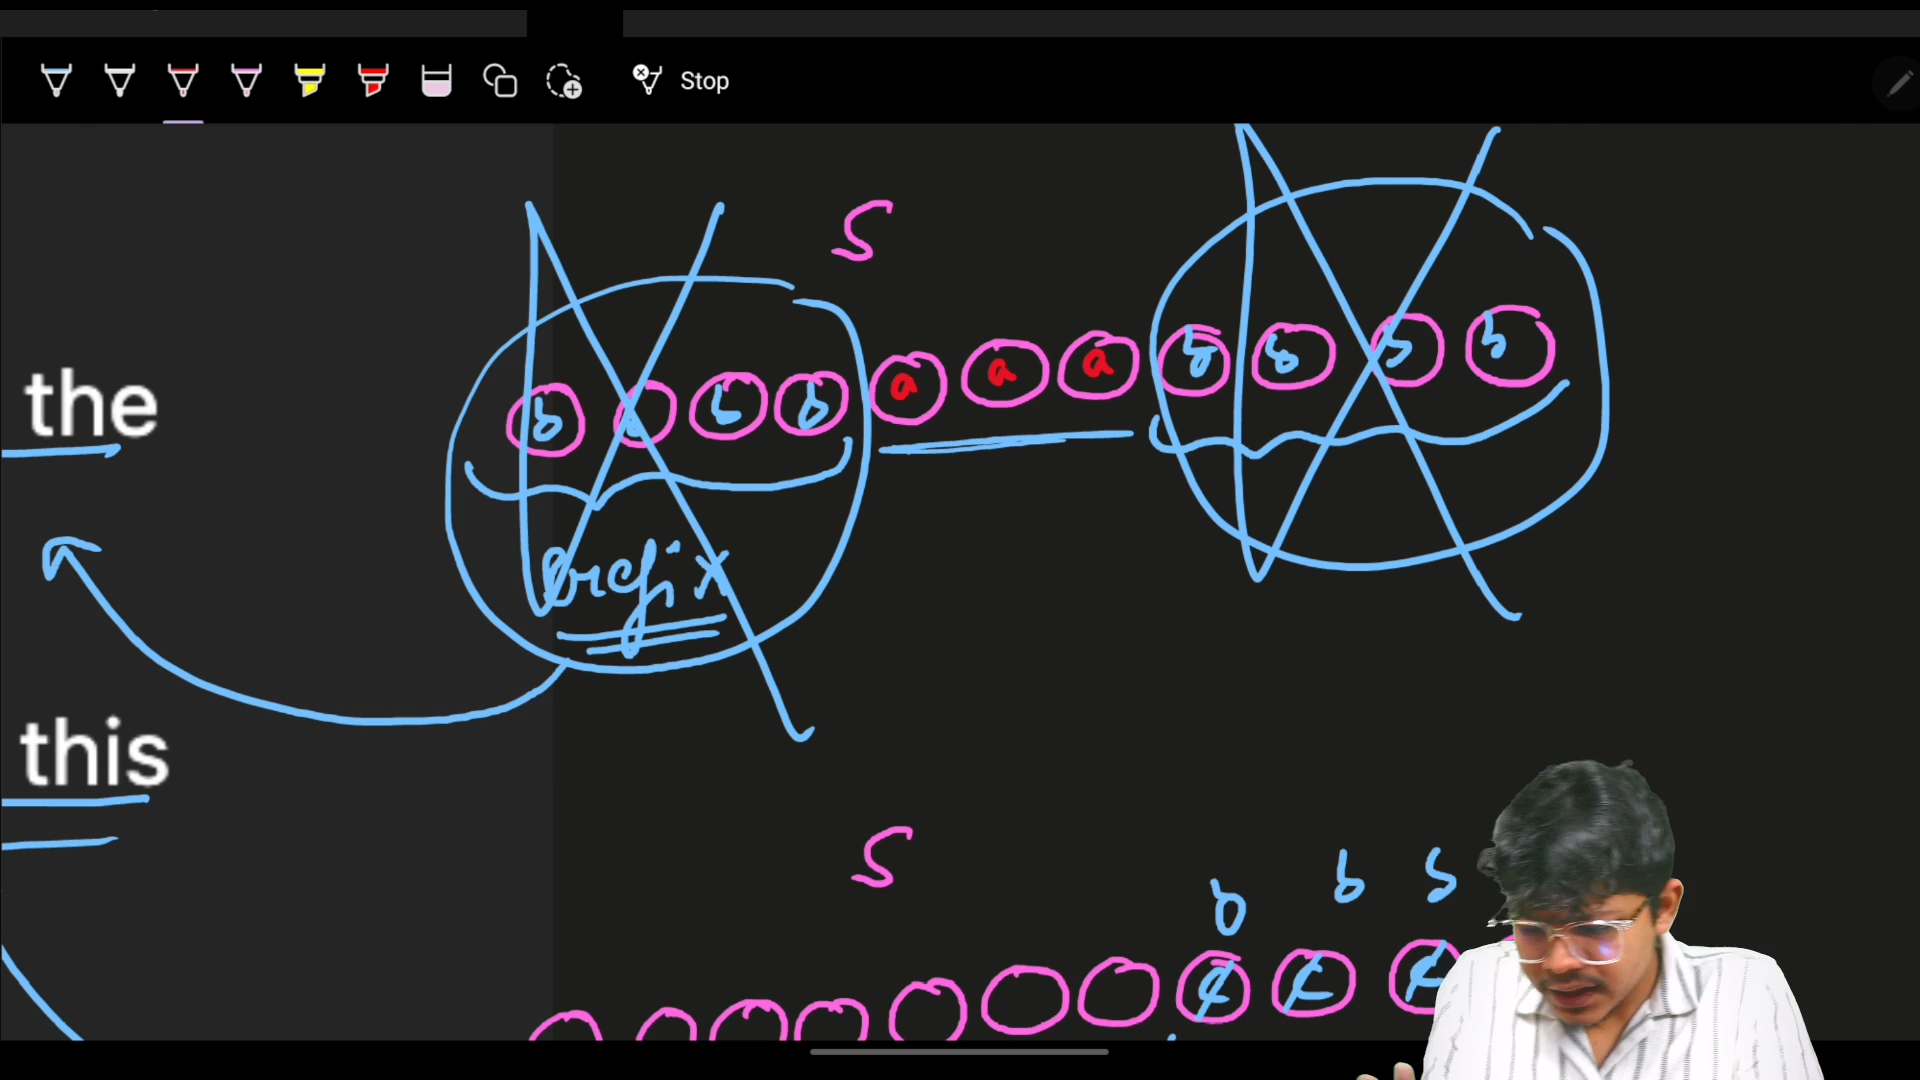 Stop
S
b b b a a a b b b b
the
prefix
this
S
b b b
c c c